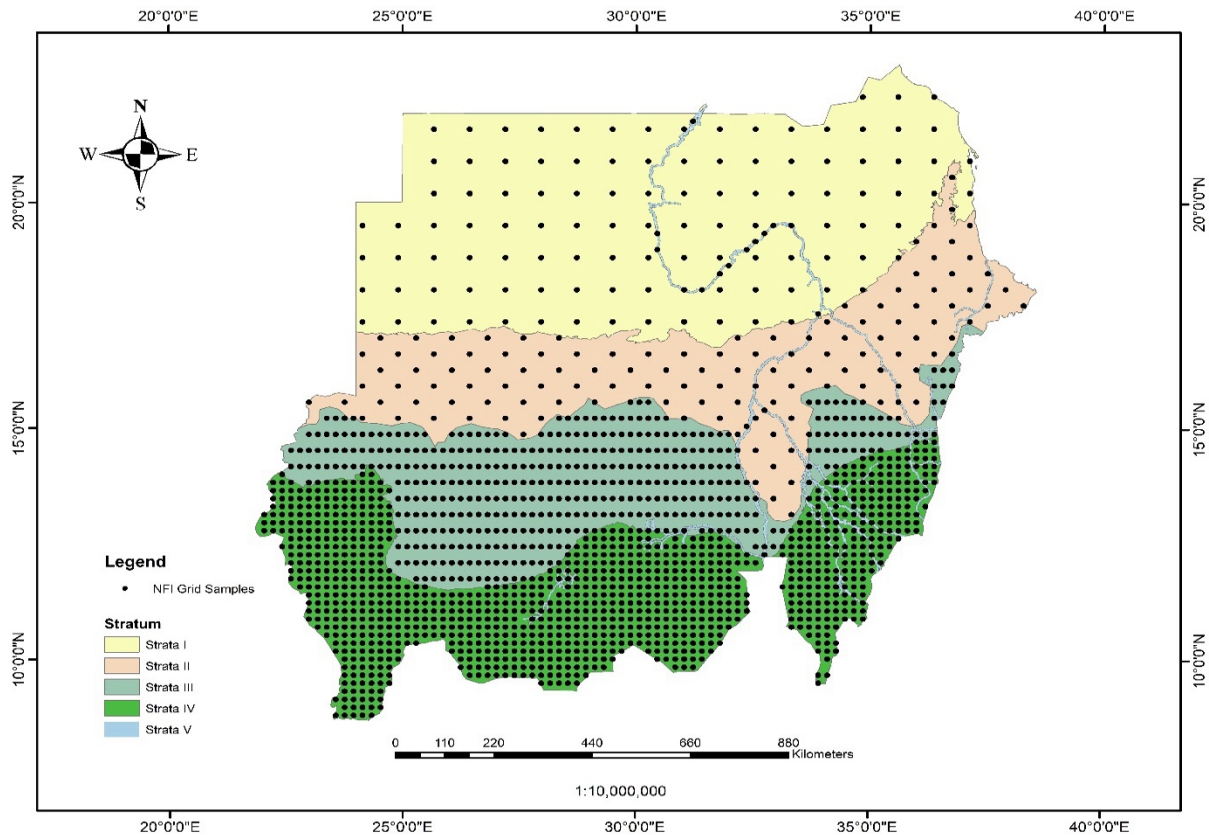 20°0'0"E 25°0'0"E 30°0'0"E 35°0'0"E 40°0'0"E
N
W E
S
20°0'0"N 20°0'0"N
15°0'0"N 15°0'0"N
10°0'0"N 10°0'0"N
Legend
NFI Grid Samples
Stratum
Strata I
Strata II
Strata III
Strata IV
Strata V
0 110 220 440 660 880
Kilometers
1:10,000,000
20°0'0"E 25°0'0"E 30°0'0"E 35°0'0"E 40°0'0"E